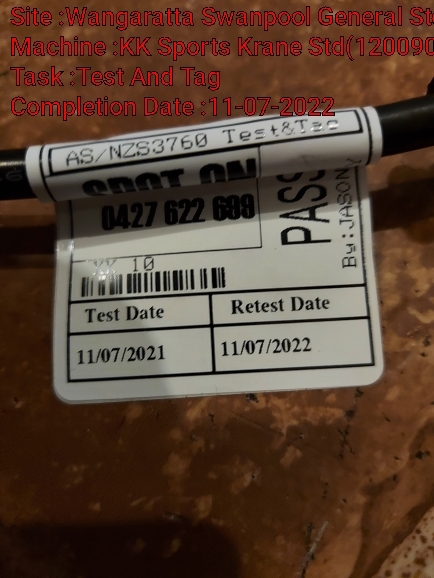 Site :Wangaratta Swanpool General St
Machine :KK Sports Krane Std(120090
Task :Test And Tag
Completion Date :11-07-2022
AS/NZS3760 Test&Tag
SPOT ON
0427 622 699
PASS
By:JASON
10
Test Date Retest Date
11/07/2021 11/07/2022